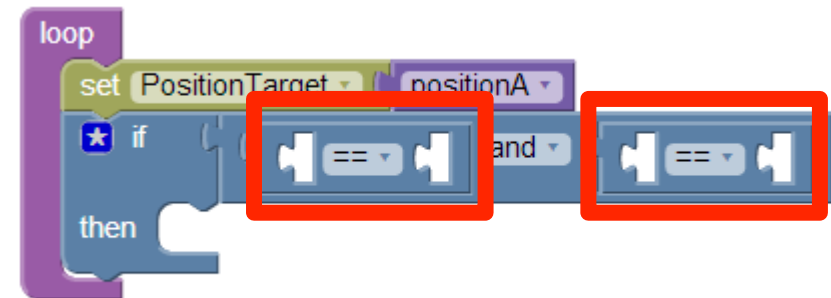 loop
set PositionTarget positionA
if == and ==
then